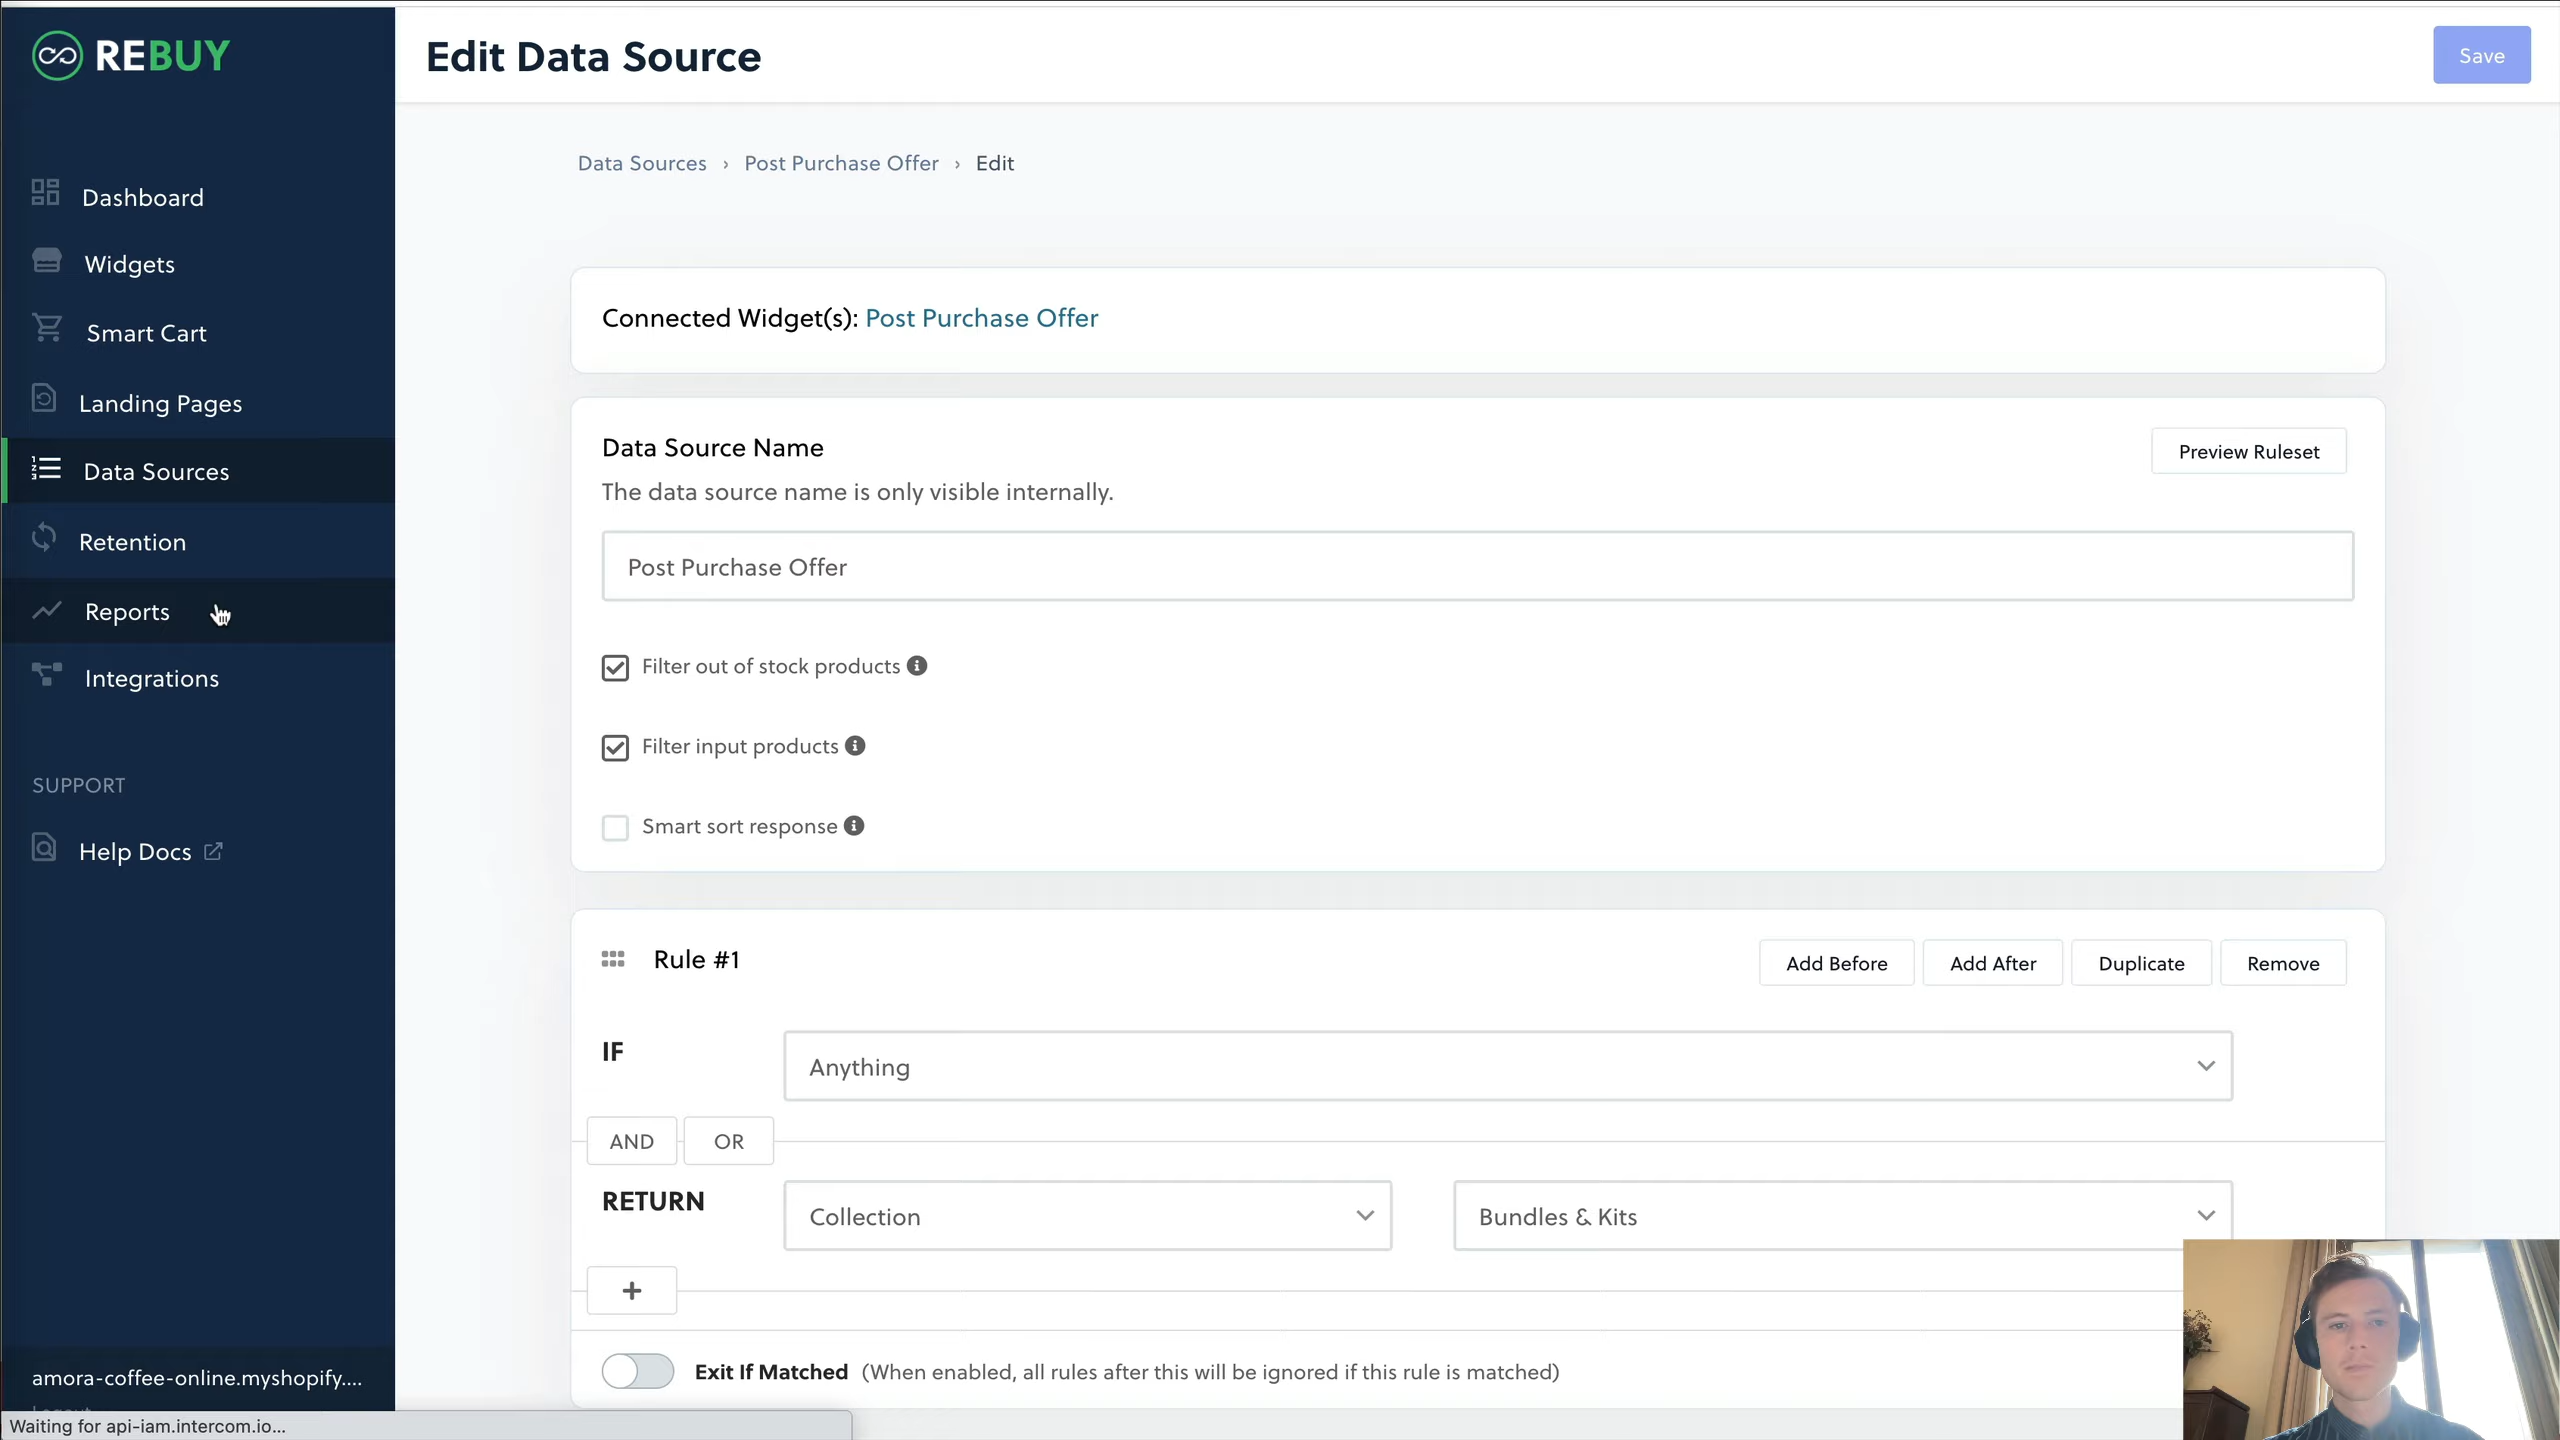 REBUY
Edit Data Source
Save
Data Sources › Post Purchase Offer › Edit
Dashboard
Widgets
Smart Cart
Landing Pages
Data Sources
Retention
Reports
Integrations
SUPPORT
Help Docs
amora-coffee-online.myshopify....
Waiting for api-iam.intercom.io...
Connected Widget(s): Post Purchase Offer
Data Source Name
Preview Ruleset
The data source name is only visible internally.
Post Purchase Offer
Filter out of stock products
Filter input products
Smart sort response
Rule #1
Add Before
Add After
Duplicate
Remove
IF
Anything
AND
OR
RETURN
Collection
Bundles & Kits
+
Exit If Matched (When enabled, all rules after this will be ignored if this rule is matched)